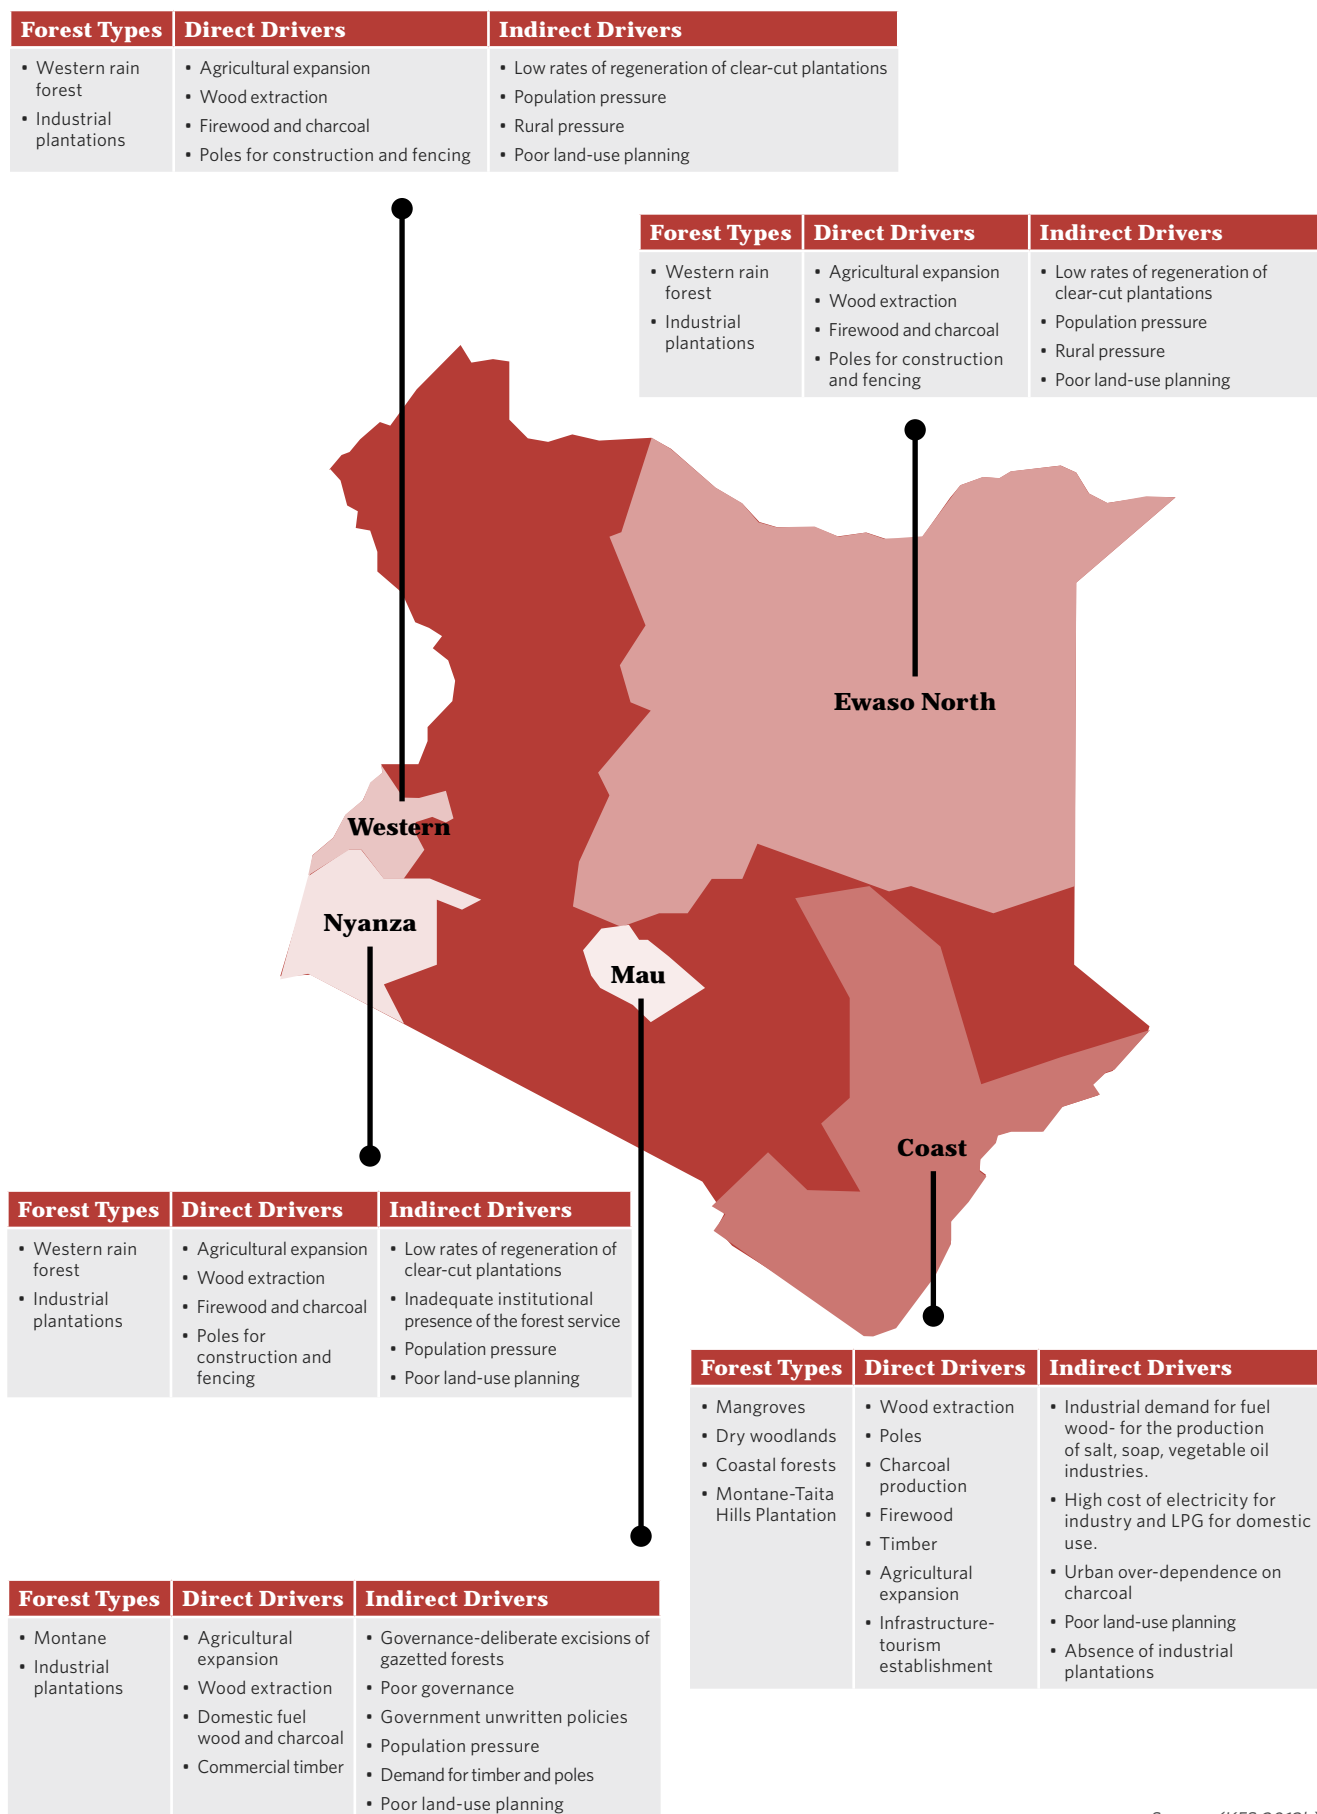 Forest Types
Direct Drivers
Indirect Drivers
• Western rain
forest
• Industrial
plantations
• Agricultural expansion
• Wood extraction
• Firewood and charcoal
• Poles for construction and fencing
• Low rates of regeneration of clear-cut plantations
• Population pressure
• Rural pressure
• Poor land-use planning
Forest Types
Direct Drivers
Indirect Drivers
• Western rain
forest
• Industrial
plantations
• Agricultural expansion
• Wood extraction
• Firewood and charcoal
• Poles for construction
and fencing
• Low rates of regeneration of
clear-cut plantations
• Population pressure
• Rural pressure
• Poor land-use planning
Ewaso North
Western
Nyanza
Mau
Coast
Forest Types
Direct Drivers
Indirect Drivers
• Western rain
forest
• Industrial
plantations
• Agricultural expansion
• Wood extraction
• Firewood and charcoal
• Poles for
construction and
fencing
• Low rates of regeneration of
clear-cut plantations
• Inadequate institutional
presence of the forest service
• Population pressure
• Poor land-use planning
Forest Types
Direct Drivers
Indirect Drivers
• Mangroves
• Dry woodlands
• Coastal forests
• Montane-Taita
Hills Plantation
• Wood extraction
• Poles
• Charcoal
production
• Firewood
• Timber
• Agricultural
expansion
• Infrastructure-
tourism
establishment
• Industrial demand for fuel
wood- for the production
of salt, soap, vegetable oil
industries.
• High cost of electricity for
industry and LPG for domestic
use.
• Urban over-dependence on
charcoal
• Poor land-use planning
• Absence of industrial
plantations
Forest Types
Direct Drivers
Indirect Drivers
• Montane
• Industrial
plantations
• Agricultural
expansion
• Wood extraction
• Domestic fuel
wood and charcoal
• Commercial timber
• Governance-deliberate excisions of
gazetted forests
• Poor governance
• Government unwritten policies
• Population pressure
• Demand for timber and poles
• Poor land-use planning